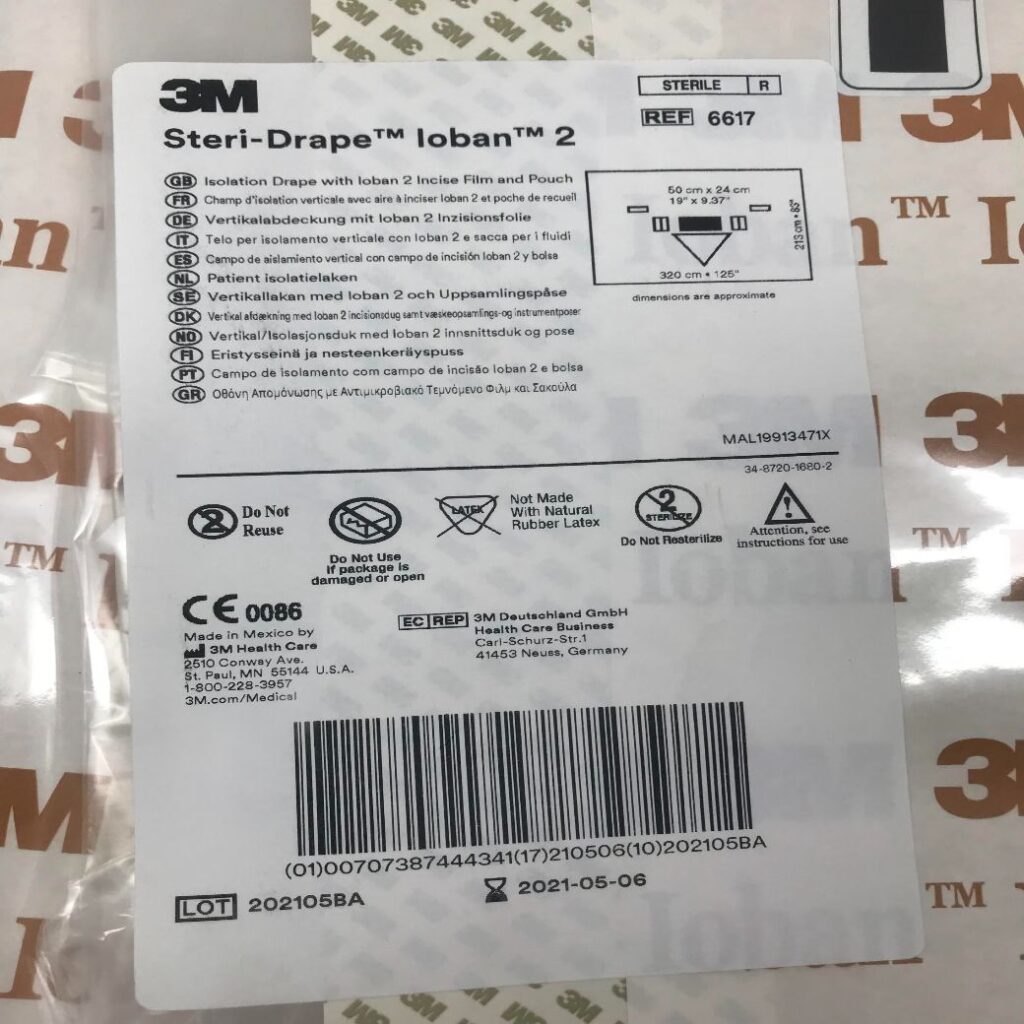 3M
Steri-Drape™ Ioban™ 2
STERILE R
REF 6617
GB Isolation Drape with Ioban 2 Incise Film and Pouch
FR Champ d'isolation verticale avec aire à inciser Ioban 2 et poche de recueil
DE Vertikalabdeckung mit Ioban 2 Inzisionsfolie
IT Telo per isolamento verticale con Ioban 2 e sacca per i fluidi
ES Campo de aislamiento vertical con campo de incisión Ioban 2 y bolsa
NL Patient isolatielaken
SE Vertikallakan med Ioban 2 och Uppsamlingspåse
DK Vertikal afdækning med Ioban 2 incisionsdug samt væskeopsamlings-og instrumentposer
NO Vertikal/Isolasjonsduk med Ioban 2 innsnittsduk og pose
FI Eristysseinä ja nesteenkeräyspuss
PT Campo de isolamento com campo de incisão Ioban 2 e bolsa
GR Οθόνη Απομόνωσης με Αντιμικροβιακό Τεμνόμενο Φιλμ και Σακούλα
50 cm x 24 cm
19" x 9.37"
213 cm • 83"
320 cm • 125"
dimensions are approximate
MAL19913471X
34-8720-1680-2
2 Do Not
Reuse
Do Not Use
If package is
damaged or open
LATEX
Not Made
With Natural
Rubber Latex
2
STERILIZE
Do Not Resterilize
Attention, see
instructions for use
CE 0086
Made in Mexico by
3M Health Care
2510 Conway Ave.
St. Paul, MN 55144 U.S.A.
1-800-228-3957
3M.com/Medical
EC REP 3M Deutschland GmbH
Health Care Business
Carl-Schurz-Str.1
41453 Neuss, Germany
(01)00707387444341(17)210506(10)202105BA
LOT 202105BA
2021-05-06